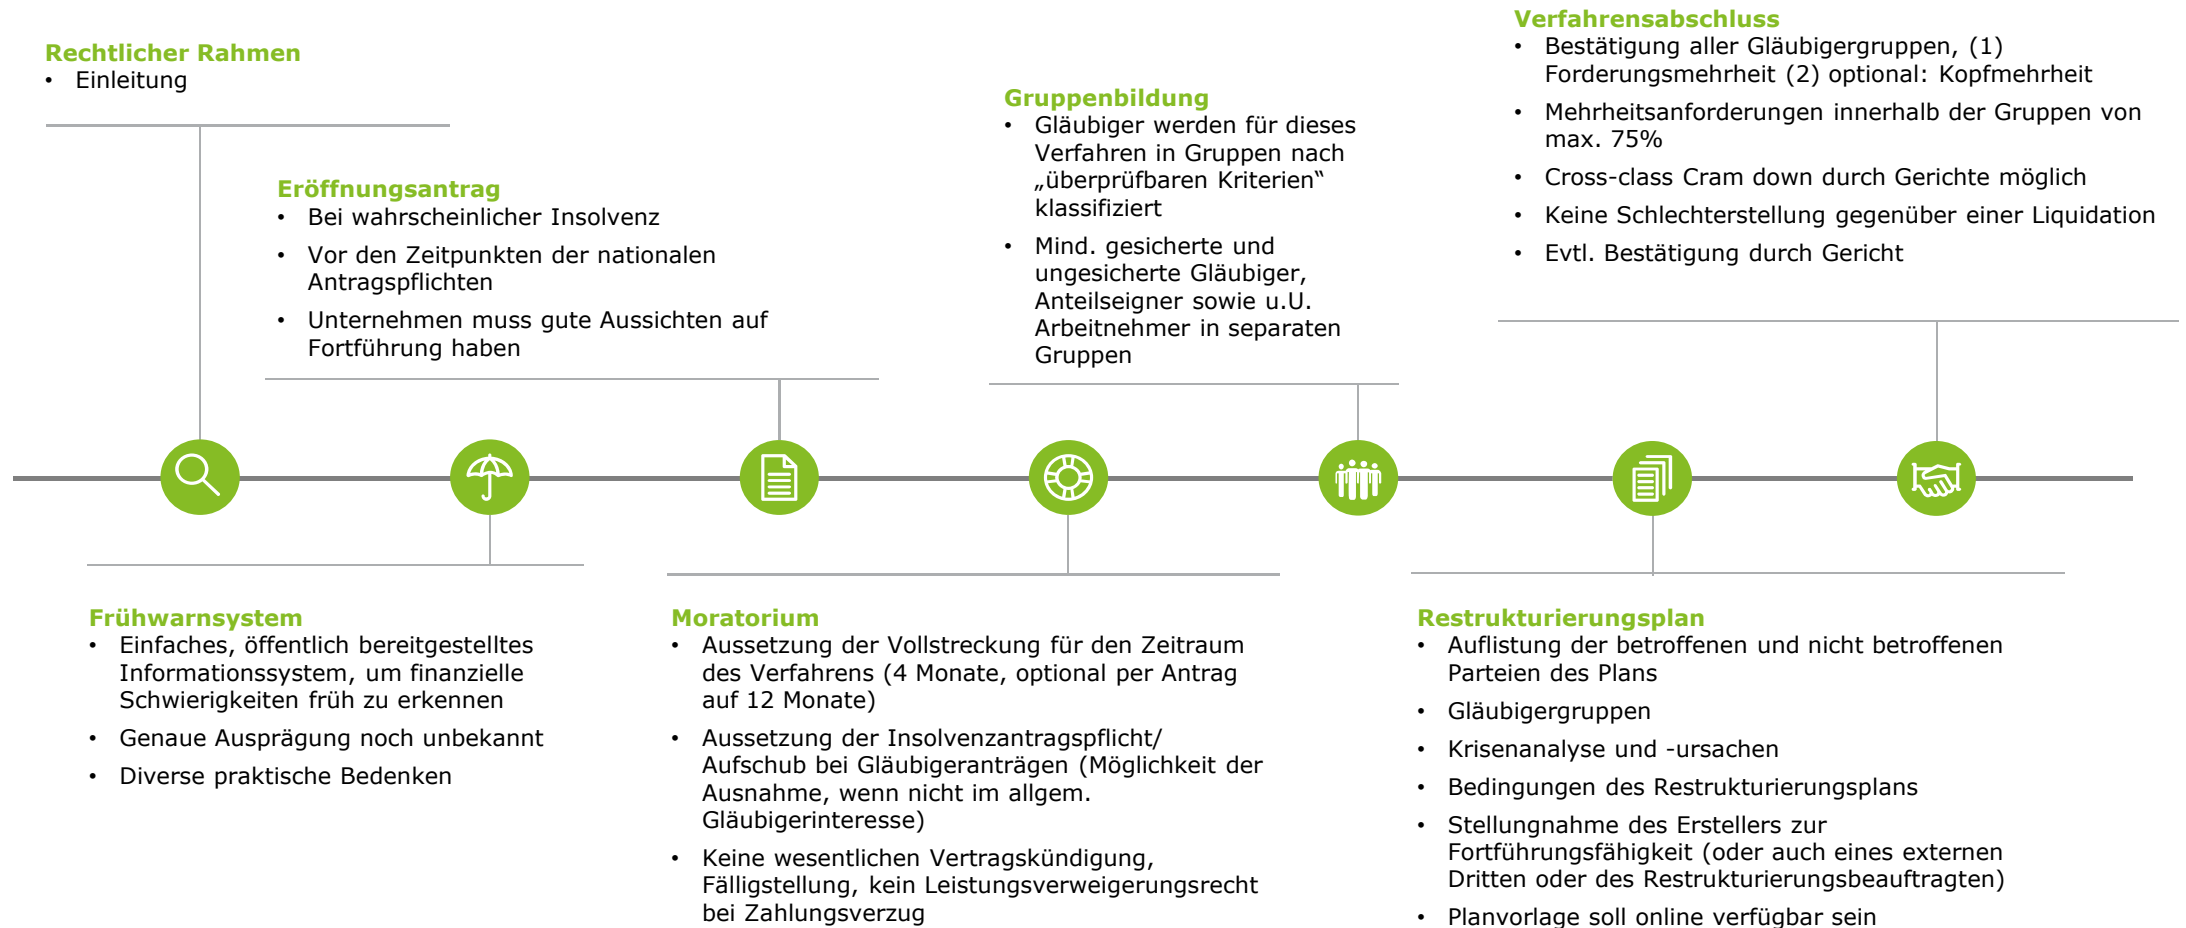 Rechtlicher Rahmen
• Einleitung
Eröffnungsantrag
• Bei wahrscheinlicher Insolvenz
• Vor den Zeitpunkten der nationalen
Antragspflichten
• Unternehmen muss gute Aussichten auf
Fortführung haben
Gruppenbildung
• Gläubiger werden für dieses
Verfahren in Gruppen nach
„überprüfbaren Kriterien“
klassifiziert
• Mind. gesicherte und
ungesicherte Gläubiger,
Anteilseigner sowie u.U.
Arbeitnehmer in separaten
Gruppen
Verfahrensabschluss
• Bestätigung aller Gläubigergruppen, (1)
Forderungsmehrheit (2) optional: Kopfmehrheit
• Mehrheitsanforderungen innerhalb der Gruppen von
max. 75%
• Cross-class Cram down durch Gerichte möglich
• Keine Schlechterstellung gegenüber einer Liquidation
• Evtl. Bestätigung durch Gericht
Frühwarnsystem
• Einfaches, öffentlich bereitgestelltes
Informationssystem, um finanzielle
Schwierigkeiten früh zu erkennen
• Genaue Ausprägung noch unbekannt
• Diverse praktische Bedenken
Moratorium
• Aussetzung der Vollstreckung für den Zeitraum
des Verfahrens (4 Monate, optional per Antrag
auf 12 Monate)
• Aussetzung der Insolvenzantragspflicht/
Aufschub bei Gläubigeranträgen (Möglichkeit der
Ausnahme, wenn nicht im allgem.
Gläubigerinteresse)
• Keine wesentlichen Vertragskündigung,
Fälligstellung, kein Leistungsverweigerungsrecht
bei Zahlungsverzug
Restrukturierungsplan
• Auflistung der betroffenen und nicht betroffenen
Parteien des Plans
• Gläubigergruppen
• Krisenanalyse und -ursachen
• Bedingungen des Restrukturierungsplans
• Stellungnahme des Erstellers zur
Fortführungsfähigkeit (oder auch eines externen
Dritten oder des Restrukturierungsbeauftragten)
• Planvorlage soll online verfügbar sein